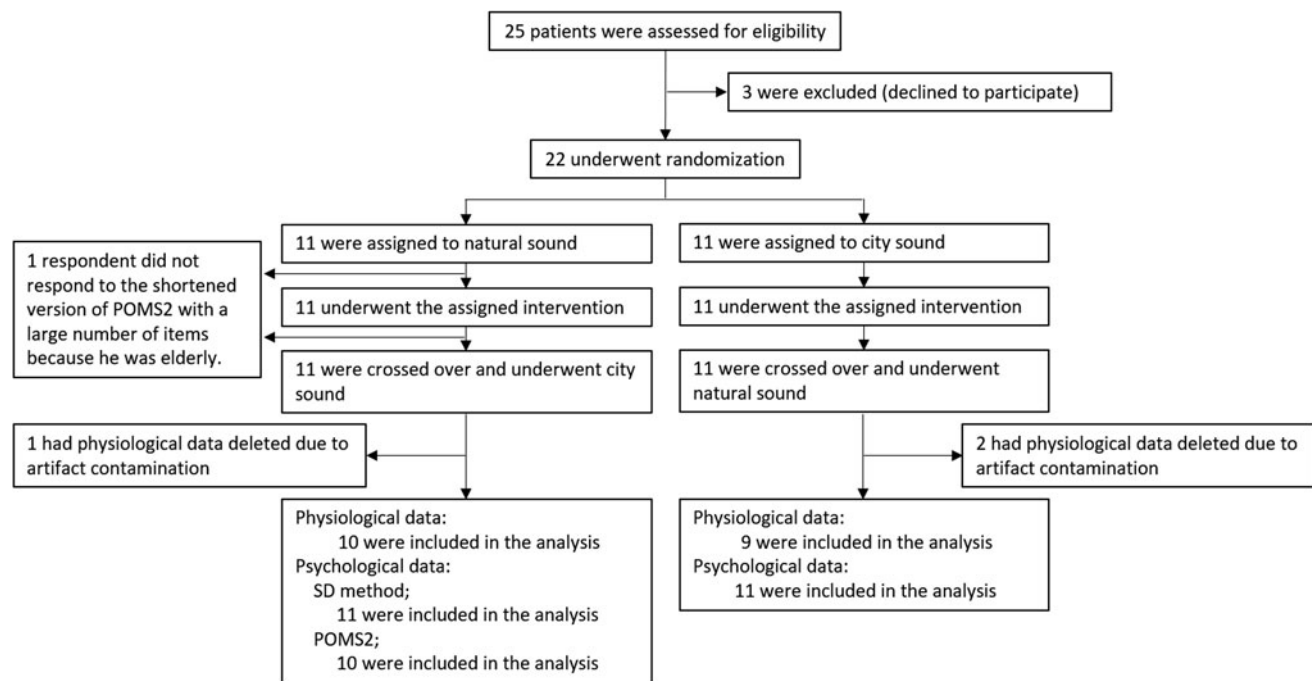 25 patients were assessed for eligibility
3 were excluded (declined to participate)
22 underwent randomization
11 were assigned to natural sound
11 were assigned to city sound
1 respondent did not
respond to the shortened
version of POMS2 with a
large number of items
because he was elderly.
11 underwent the assigned intervention
11 underwent the assigned intervention
11 were crossed over and underwent city
sound
11 were crossed over and underwent
natural sound
1 had physiological data deleted due to
artifact contamination
2 had physiological data deleted due to
artifact contamination
Physiological data:
10 were included in the analysis
Psychological data:
SD method;
11 were included in the analysis
POMS2;
10 were included in the analysis
Physiological data:
9 were included in the analysis
Psychological data:
11 were included in the analysis